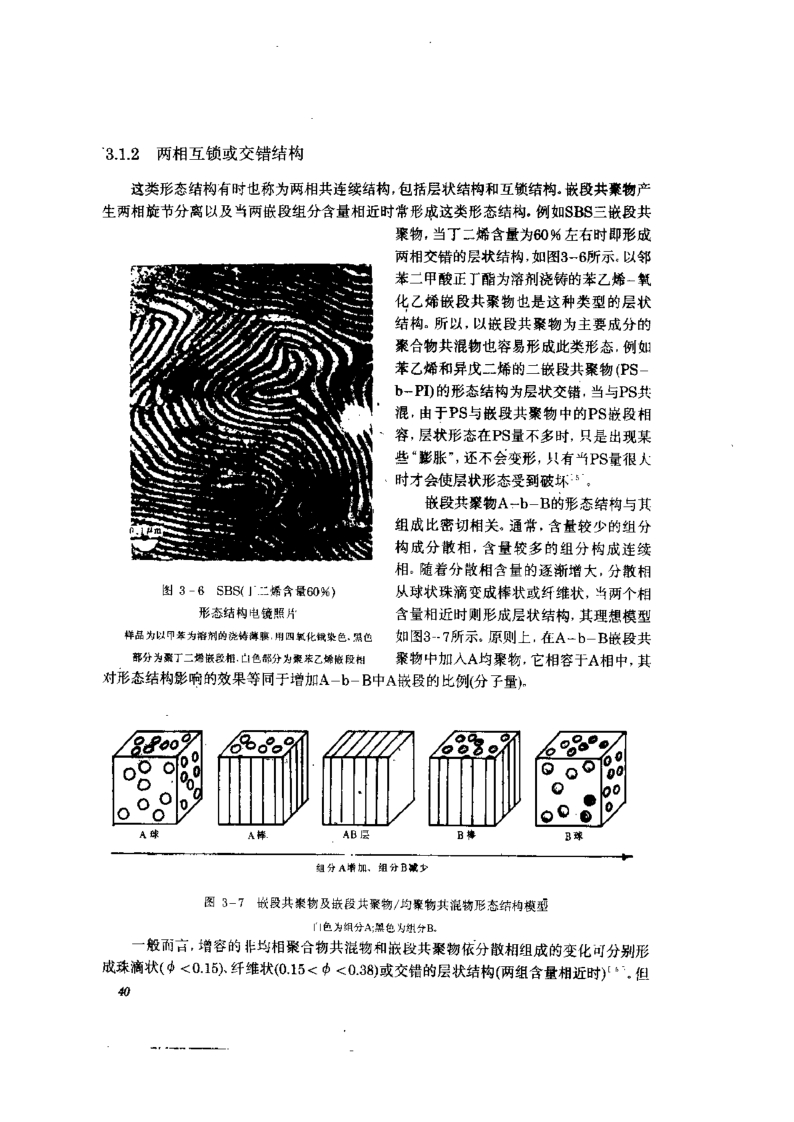 3.1.2 两相互锁或交错结构
这类形态结构有时也称为两相共连续结构,包括层状结构和互锁结构。嵌段共聚物产
生两相旋节分离以及当两嵌段组分含量相近时常形成这类形态结构。例如SBS三嵌段共
聚物,当丁二烯含量为60%左右时即形成
两相交错的层状结构,如图3-6所示。以邻
苯二甲酸正丁酯为溶剂浇铸的苯乙烯-氧
化乙烯嵌段共聚物也是这种类型的层状
结构。所以,以嵌段共聚物为主要成分的
聚合物共混物也容易形成此类形态,例如
苯乙烯和异戊二烯的二嵌段共聚物(PS-
b-PI)的形态结构为层状交错,当与PS共
混,由于PS与嵌段共聚物中的PS嵌段相
容,层状形态在PS量不多时,只是出现某
些“膨胀”,还不会变形,只有当PS量很大
时才会使层状形态受到破坏[5]。
嵌段共聚物A-b-B的形态结构与其
组成比密切相关。通常,含量较少的组分
构成分散相,含量较多的组分构成连续
相。随着分散相含量的逐渐增大,分散相
从球状珠滴变成棒状或纤维状,当两个相
含量相近时则形成层状结构,其理想模型
如图3-7所示。原则上,在A-b-B嵌段共
聚物中加入A均聚物,它相容于A相中,其
对形态结构影响的效果等同于增加A-b-B中A嵌段的比例(分子量)。
0.1μm
图 3-6 SBS(丁二烯含量60%)
形态结构电镜照片
样品为以甲苯为溶剂的浇铸薄膜,用四氧化锇染色、黑色
部分为聚丁二烯嵌段相,白色部分为聚苯乙烯嵌段相
A球 A棒 AB层 B棒 B球
组分A增加、组分B减少
图 3-7 嵌段共聚物及嵌段共聚物/均聚物共混物形态结构模型
白色为组分A;黑色为组分B。
一般而言,增容的非均相聚合物共混物和嵌段共聚物依分散相组成的变化可分别形
成珠滴状(φ<0.15)、纤维状(0.15<φ<0.38)或交错的层状结构(两组含量相近时)[6]。但
40